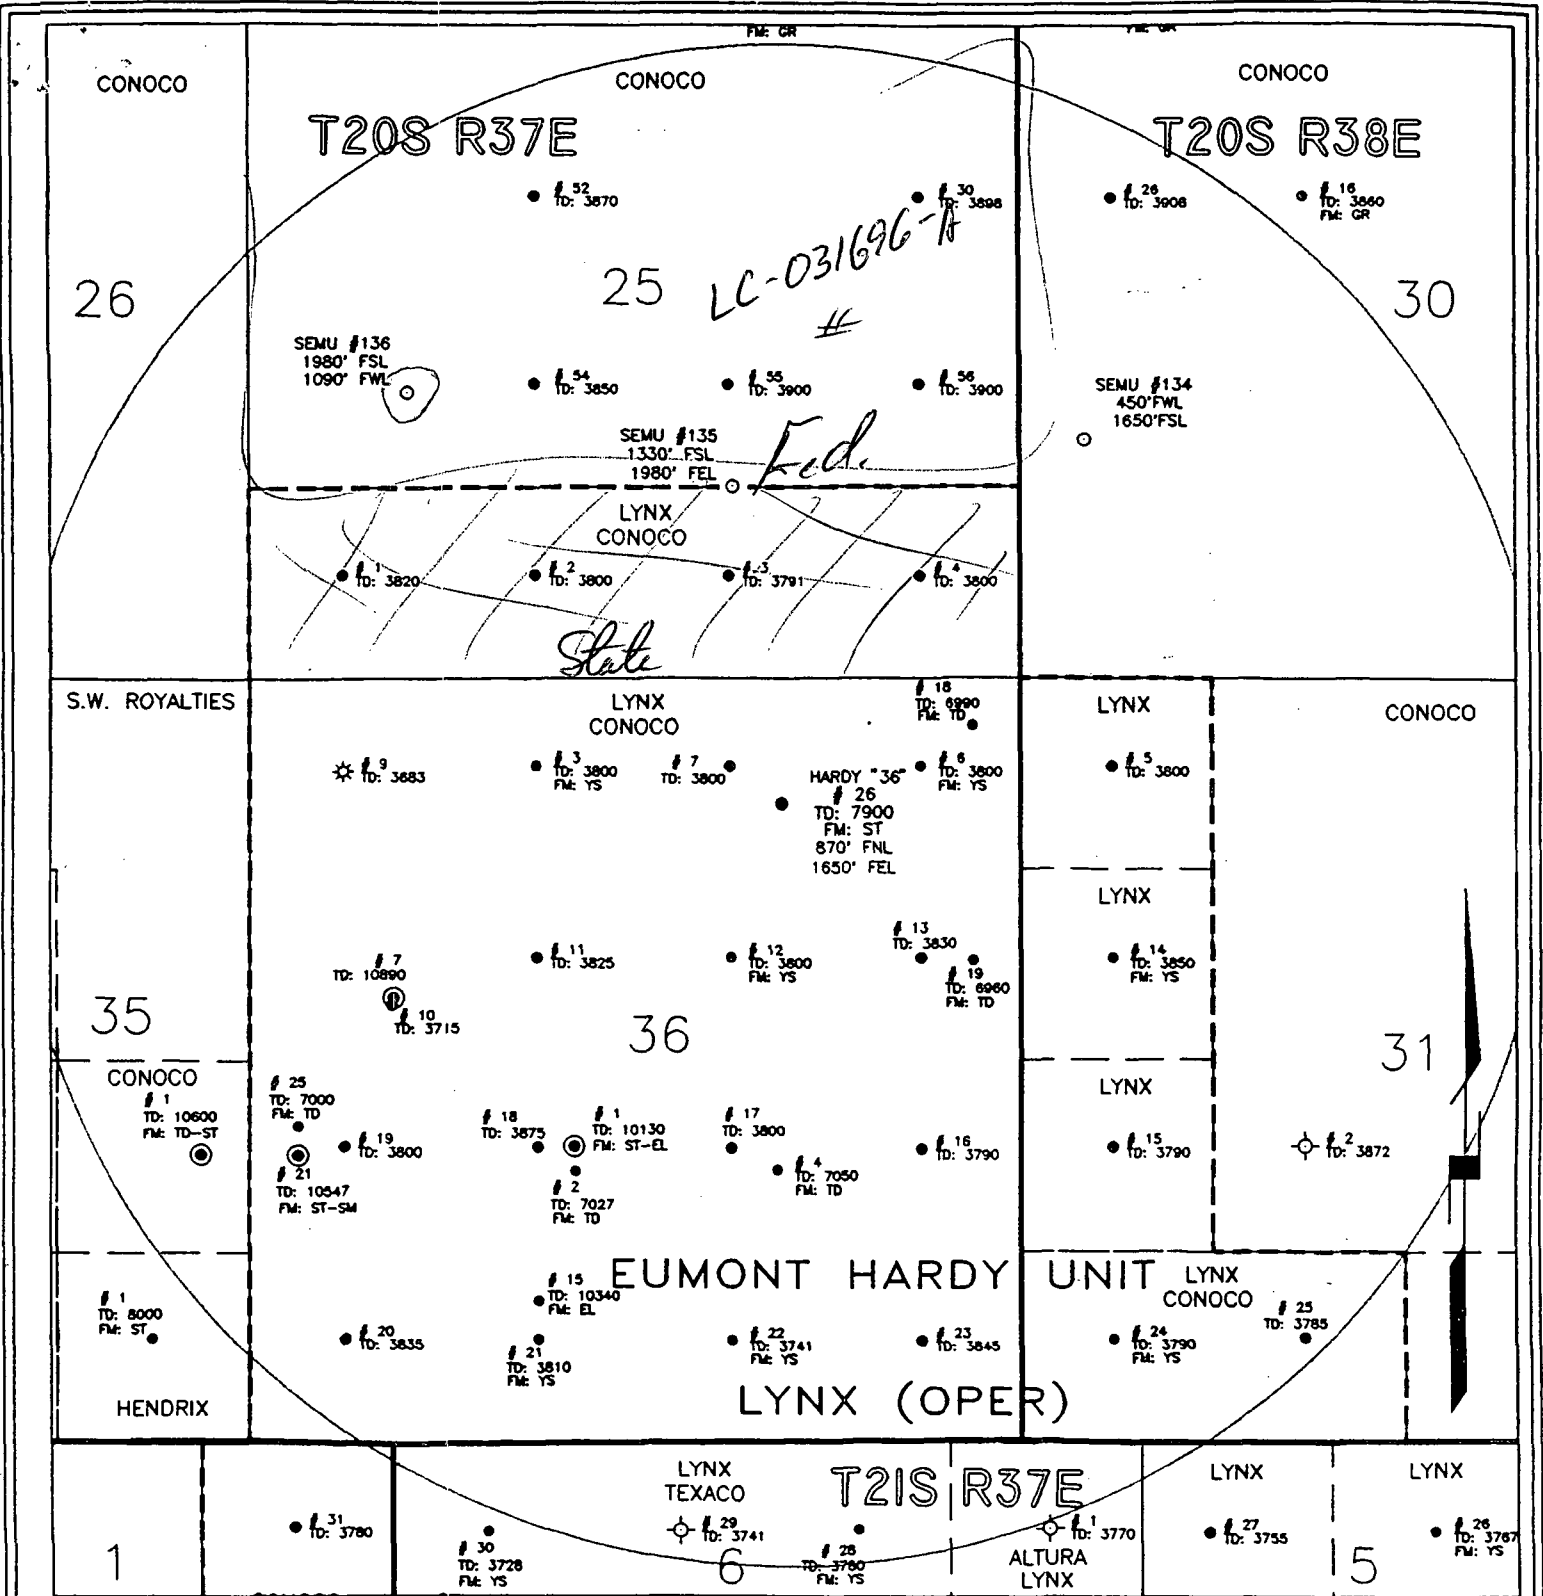 FM: GR
FM: GR
CONOCO
CONOCO
CONOCO
T20S R37E
T20S R38E
# 52
TD: 3870
# 30
TD: 3898
# 26
TD: 3908
# 16
TD: 3860
FM: GR
LC-031696-A
26
25
30
SEMU #136
1980' FSL
1090' FWL
# 54
TD: 3850
# 55
TD: 3900
# 56
TD: 3900
SEMU #134
450'FWL
1650'FSL
SEMU #135
1330' FSL
1980' FEL
Fed.
LYNX
CONOCO
# 1
TD: 3820
# 2
TD: 3800
# 3
TD: 3791
# 4
TD: 3800
State
S.W. ROYALTIES
LYNX
CONOCO
# 18
TD: 6990
FM: TD
LYNX
CONOCO
# 9
TD: 3683
# 3
TD: 3800
FM: YS
# 7
TD: 3800
HARDY "36"
# 26
TD: 7900
FM: ST
870' FNL
1650' FEL
# 6
TD: 3800
FM: YS
# 5
TD: 3800
LYNX
# 7
TD: 10890
# 10
TD: 3715
# 11
TD: 3825
# 12
TD: 3800
FM: YS
# 13
TD: 3830
# 19
TD: 6960
FM: TD
# 14
TD: 3850
FM: YS
35
36
31
CONOCO
# 1
TD: 10600
FM: TD-ST
# 25
TD: 7000
FM: TD
# 21
TD: 10547
FM: ST-SM
# 19
TD: 3800
# 18
TD: 3875
# 1
TD: 10130
FM: ST-EL
# 2
TD: 7027
FM: TD
# 17
TD: 3800
# 4
TD: 7050
FM: TD
# 16
TD: 3790
LYNX
# 15
TD: 3790
# 2
TD: 3872
EUMONT HARDY UNIT
LYNX
CONOCO
# 1
TD: 8000
FM: ST
# 20
TD: 3835
# 15
TD: 10340
FM: EL
# 21
TD: 3810
FM: YS
# 22
TD: 3741
FM: YS
# 23
TD: 3845
# 24
TD: 3790
FM: YS
# 25
TD: 3785
HENDRIX
LYNX (OPER)
LYNX
TEXACO
T21S R37E
LYNX
LYNX
# 31
TD: 3780
# 30
TD: 3728
FM: YS
# 29
TD: 3741
# 28
TD: 3780
FM: YS
# 1
TD: 3770
ALTURA
LYNX
# 27
TD: 3755
# 26
TD: 3767
FM: YS
1
6
5